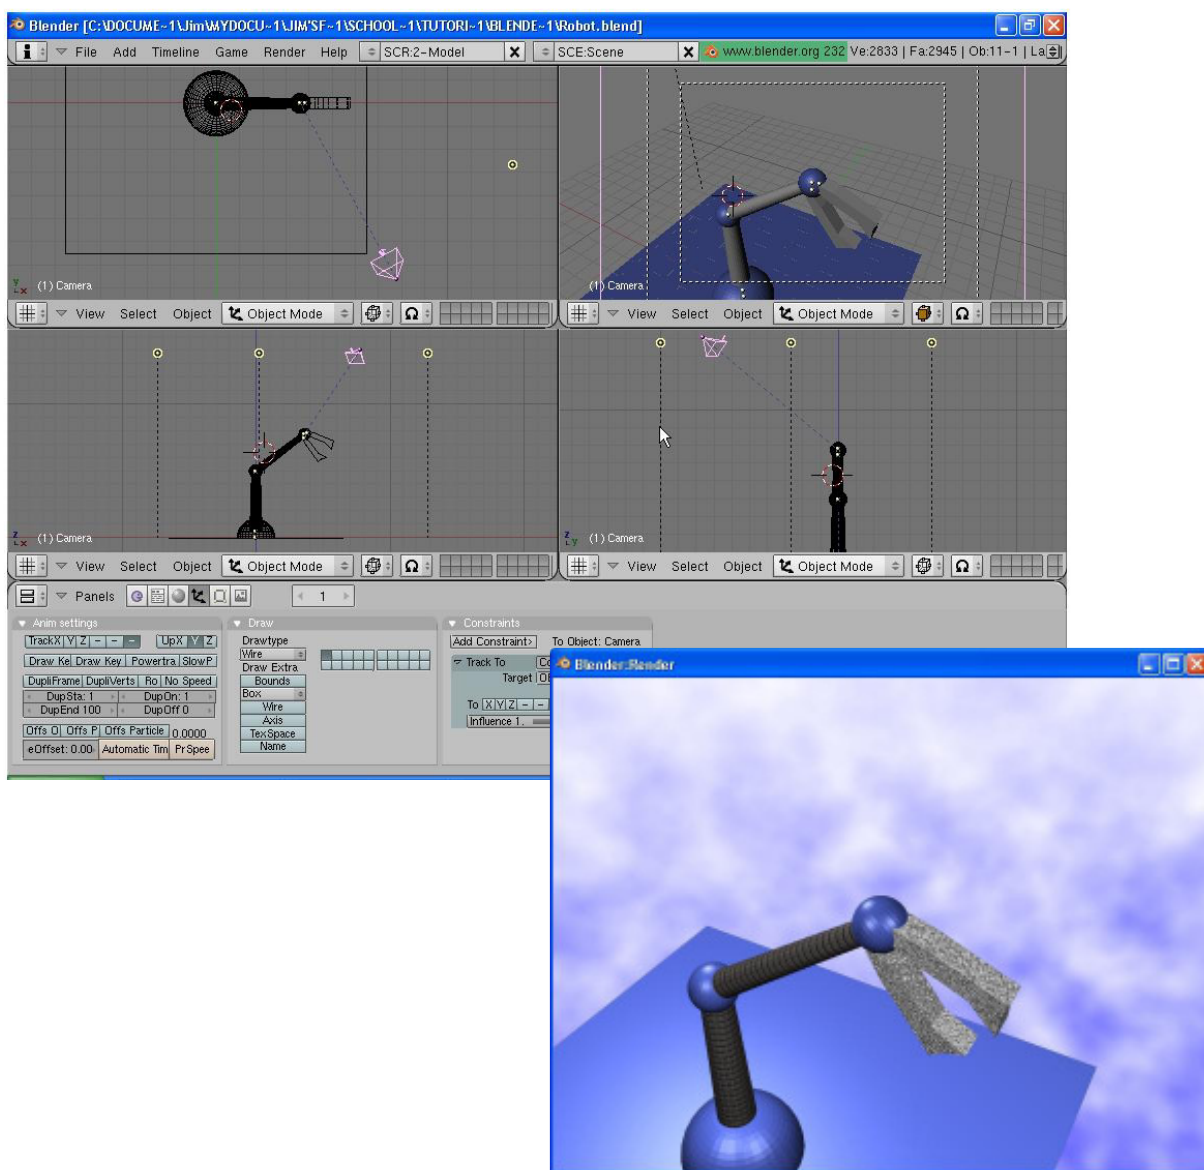 Blender [C:\DOCUME~1\Jim\MYDOCU~1\JIM'SF~1\SCHOOL~1\TUTORI~1\BLENDE~1\Robot.blend]
File Add Timeline Game Render Help SCR:2-Model X SCE:Scene X www.blender.org 232 Ve:2833 | Fa:2945 | Ob:11-1 | La
(1) Camera
(1) Camera
View Select Object Object Mode
View Select Object Object Mode
(1) Camera
(1) Camera
View Select Object Object Mode
View Select Object Object Mode
Panels 1
Anim settings
TrackX Y Z - - - UpX Y Z
Draw Ke Draw Key Powertra SlowP
DupliFrame DupliVerts Ro No Speed
DupSta: 1 DupOn: 1
DupEnd 100 DupOff 0
Offs O Offs P Offs Particle 0.0000
eOffset: 0.00 Automatic Tim PrSpee
Draw
Drawtype
Wire
Draw Extra
Bounds
Box
Wire
Axis
TexSpace
Name
Constraints
Add Constraint> To Object: Camera
Track To Co
Target OB
To X Y Z - -
Influence 1.
Blender:Render